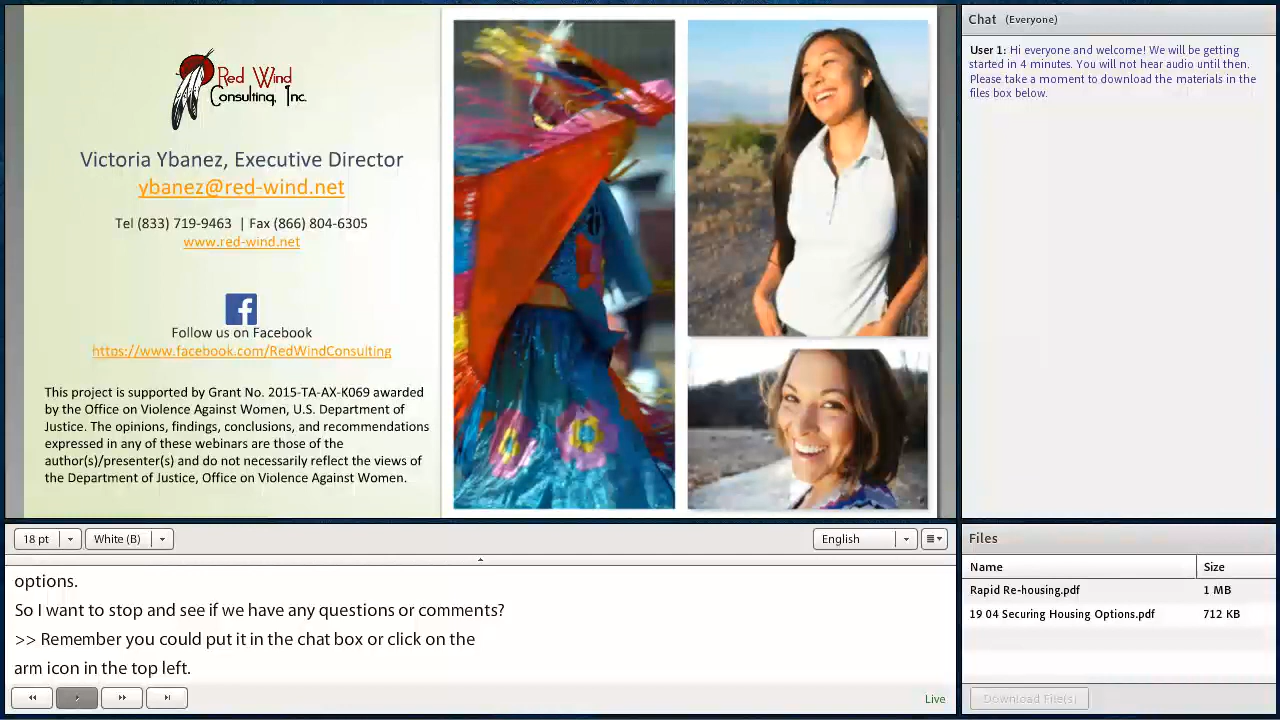 Red Wind
Consulting, Inc.
Victoria Ybanez, Executive Director
ybanez@red-wind.net
Tel (833) 719-9463 | Fax (866) 804-6305
www.red-wind.net
Follow us on Facebook
https://www.facebook.com/RedWindConsulting
This project is supported by Grant No. 2015-TA-AX-K069 awarded
by the Office on Violence Against Women, U.S. Department of
Justice. The opinions, findings, conclusions, and recommendations
expressed in any of these webinars are those of the
author(s)/presenter(s) and do not necessarily reflect the views of
the Department of Justice, Office on Violence Against Women.
Chat (Everyone)
User 1: Hi everyone and welcome! We will be getting
started in 4 minutes. You will not hear audio until then.
Please take a moment to download the materials in the
files box below.
18 pt
White (B)
English
options.
So I want to stop and see if we have any questions or comments?
>> Remember you could put it in the chat box or click on the
arm icon in the top left.
Live
Files
Name Size
Rapid Re-housing.pdf 1 MB
19 04 Securing Housing Options.pdf 712 KB
Download File(s)